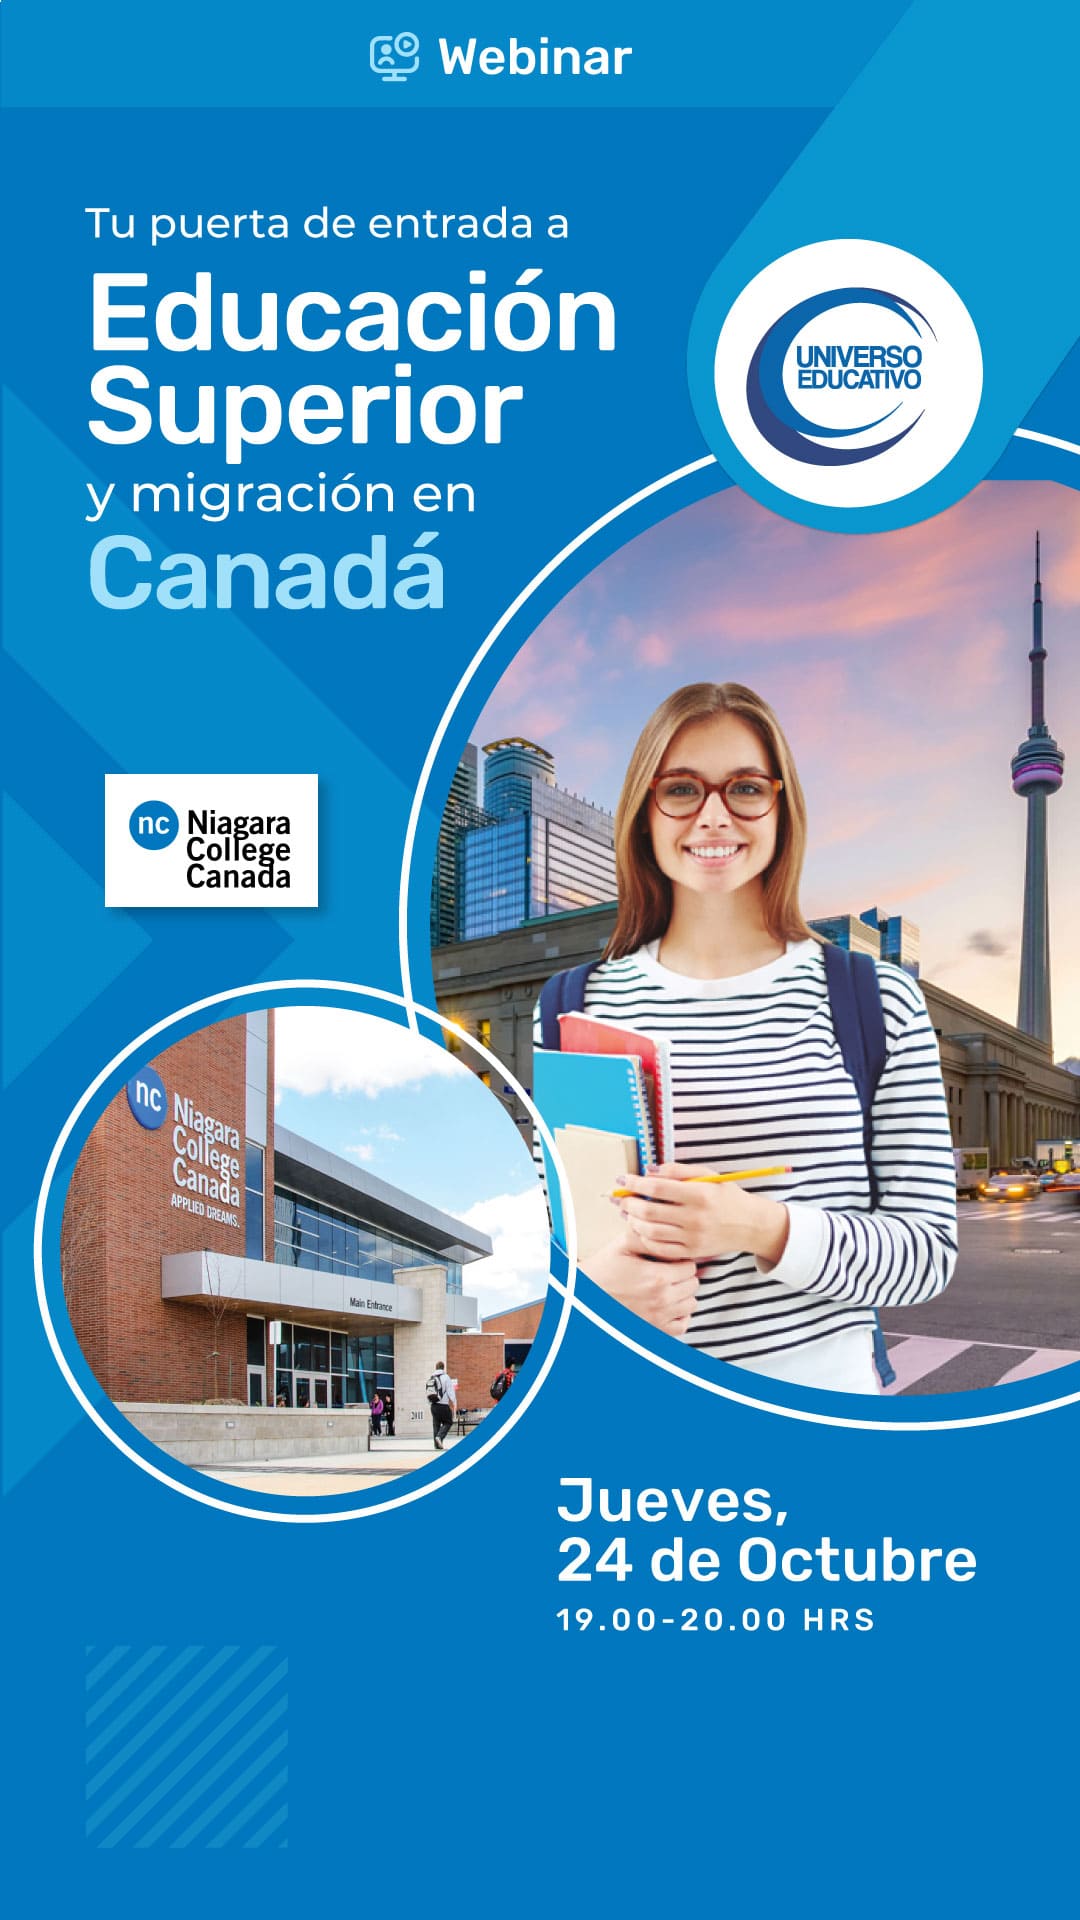 Webinar
Tu puerta de entrada a
Educación
Superior
y migración en
Canadá
UNIVERSO
EDUCATIVO
nc Niagara
College
Canada
nc
Niagara
College
Canada
APPLIED DREAMS.
Main Entrance
2011
Jueves,
24 de Octubre
19.00-20.00 HRS